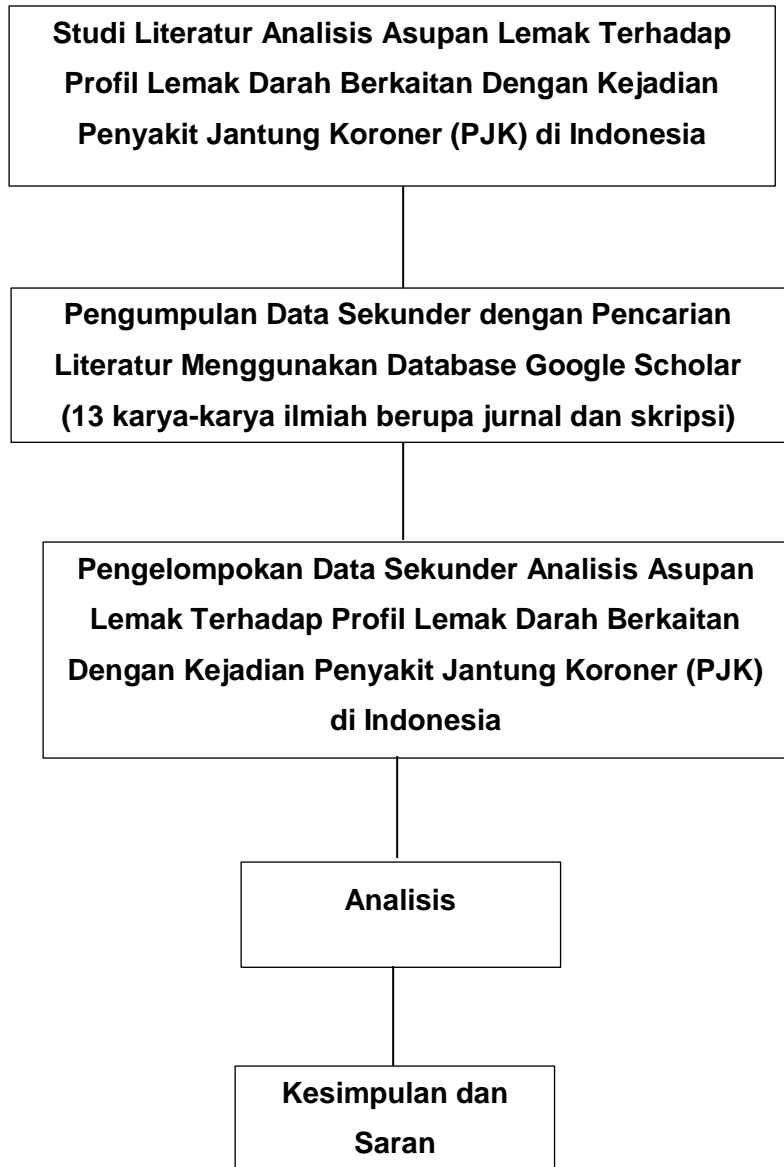 Studi Literatur Analisis Asupan Lemak Terhadap
Profil Lemak Darah Berkaitan Dengan Kejadian
Penyakit Jantung Koroner (PJK) di Indonesia
Pengumpulan Data Sekunder dengan Pencarian
Literatur Menggunakan Database Google Scholar
(13 karya-karya ilmiah berupa jurnal dan skripsi)
Pengelompokan Data Sekunder Analisis Asupan
Lemak Terhadap Profil Lemak Darah Berkaitan
Dengan Kejadian Penyakit Jantung Koroner (PJK)
di Indonesia
Analisis
Kesimpulan dan
Saran